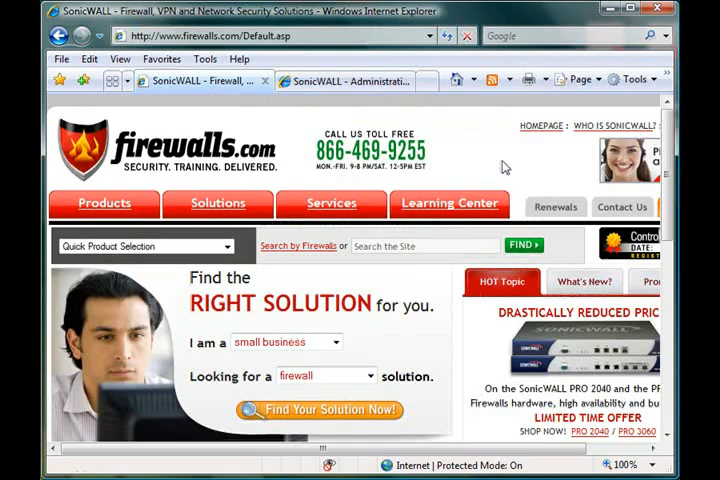 SonicWALL - Firewall, VPN and Network Security Solutions - Windows Internet Explorer
http://www.firewalls.com/Default.asp
Google
File Edit View Favorites Tools Help
SonicWALL - Firewall, ...
SonicWALL - Administrati...
Page
Tools
HOMEPAGE : WHO IS SONICWALL? :
firewalls.com
SECURITY. TRAINING. DELIVERED.
CALL US TOLL FREE
866-469-9255
MON.-FRI. 9-8 PM/SAT. 12-5PM EST
Products Solutions Services Learning Center
Renewals Contact Us
Quick Product Selection
Search by Firewalls or Search the Site FIND
Contro
DATE:
REGIST
Find the
RIGHT SOLUTION for you.
I am a small business
Looking for a firewall solution.
Find Your Solution Now!
HOT Topic What's New? Pro
DRASTICALLY REDUCED PRIC
SONICWALL
On the SonicWALL PRO 2040 and the PR
Firewalls hardware, high availability and bu
LIMITED TIME OFFER
SHOP NOW! PRO 2040 / PRO 3060
Internet | Protected Mode: On
100%